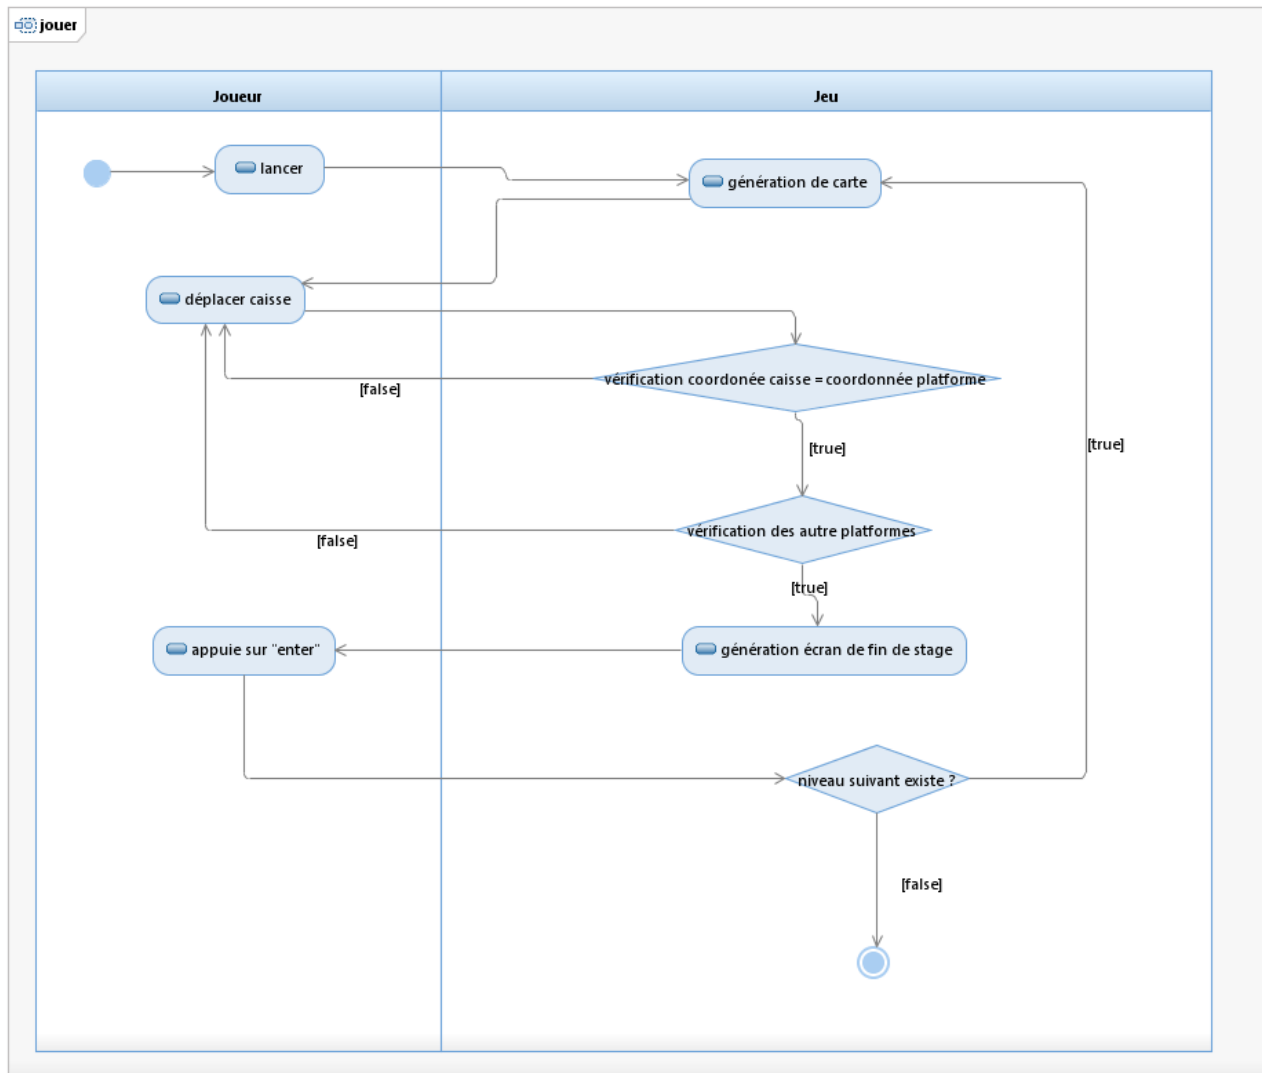 jouer
Joueur
Jeu
lancer
génération de carte
déplacer caisse
vérification coordonée caisse = coordonnée platforme
[false]
[true]
[true]
vérification des autre platformes
[false]
[true]
appuie sur "enter"
génération écran de fin de stage
niveau suivant existe ?
[false]